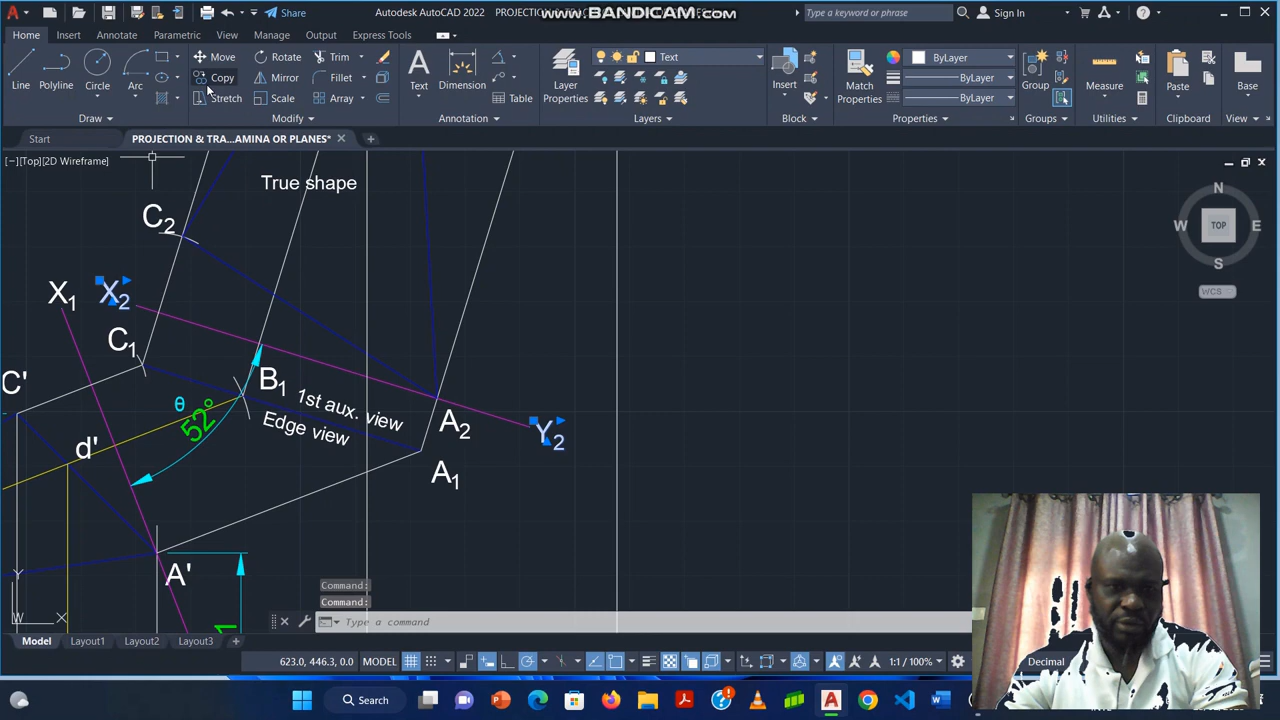 Share
Autodesk AutoCAD 2022
PROJECTION & TRA
www.BANDICAM.com
Type a keyword or phrase
Sign In
Home Insert Annotate Parametric View Manage Output Express Tools
Move Rotate Trim
Copy Mirror Fillet
Stretch Scale Array
Line Polyline Circle Arc
Text Dimension Table
Layer Properties
Text
Insert
Match Properties
ByLayer
ByLayer
ByLayer
Group
Measure
Paste
Base
Draw Modify Annotation Layers Block Properties Groups Utilities Clipboard View
Start PROJECTION & TRA...AMINA OR PLANES*
[−][Top][2D Wireframe]
True shape
C2
X1
X2
C1
C'
B1
1st aux. view
Edge view
θ
52°
d'
A2
Y2
A1
A'
1
Y
W
X
N
W TOP E
S
WCS
Command:
Command:
Type a command
Model Layout1 Layout2 Layout3
623.0, 446.3, 0.0 MODEL 1:1 / 100% Decimal
Search